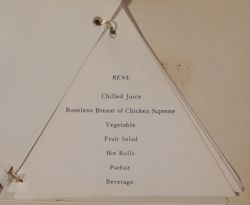 MENU
Chilled Juice
Boneless Breast of Chicken Supreme
Vegetable
Fruit Salad
Hot Rolls
Parfait
Beverage